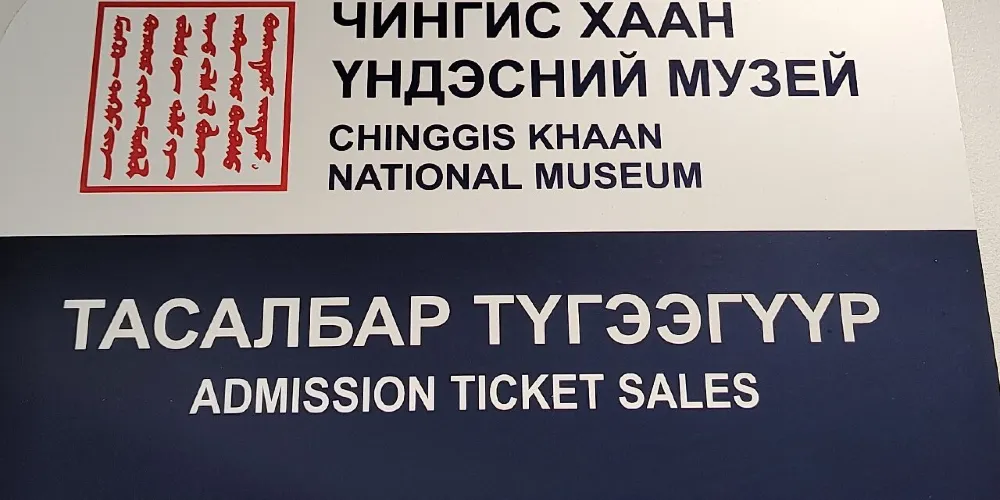 ЧИНГИС ХААН
ҮНДЭСНИЙ МУЗЕЙ
CHINGGIS KHAAN
NATIONAL MUSEUM
ТАСАЛБАР ТҮГЭЭГҮҮР
ADMISSION TICKET SALES